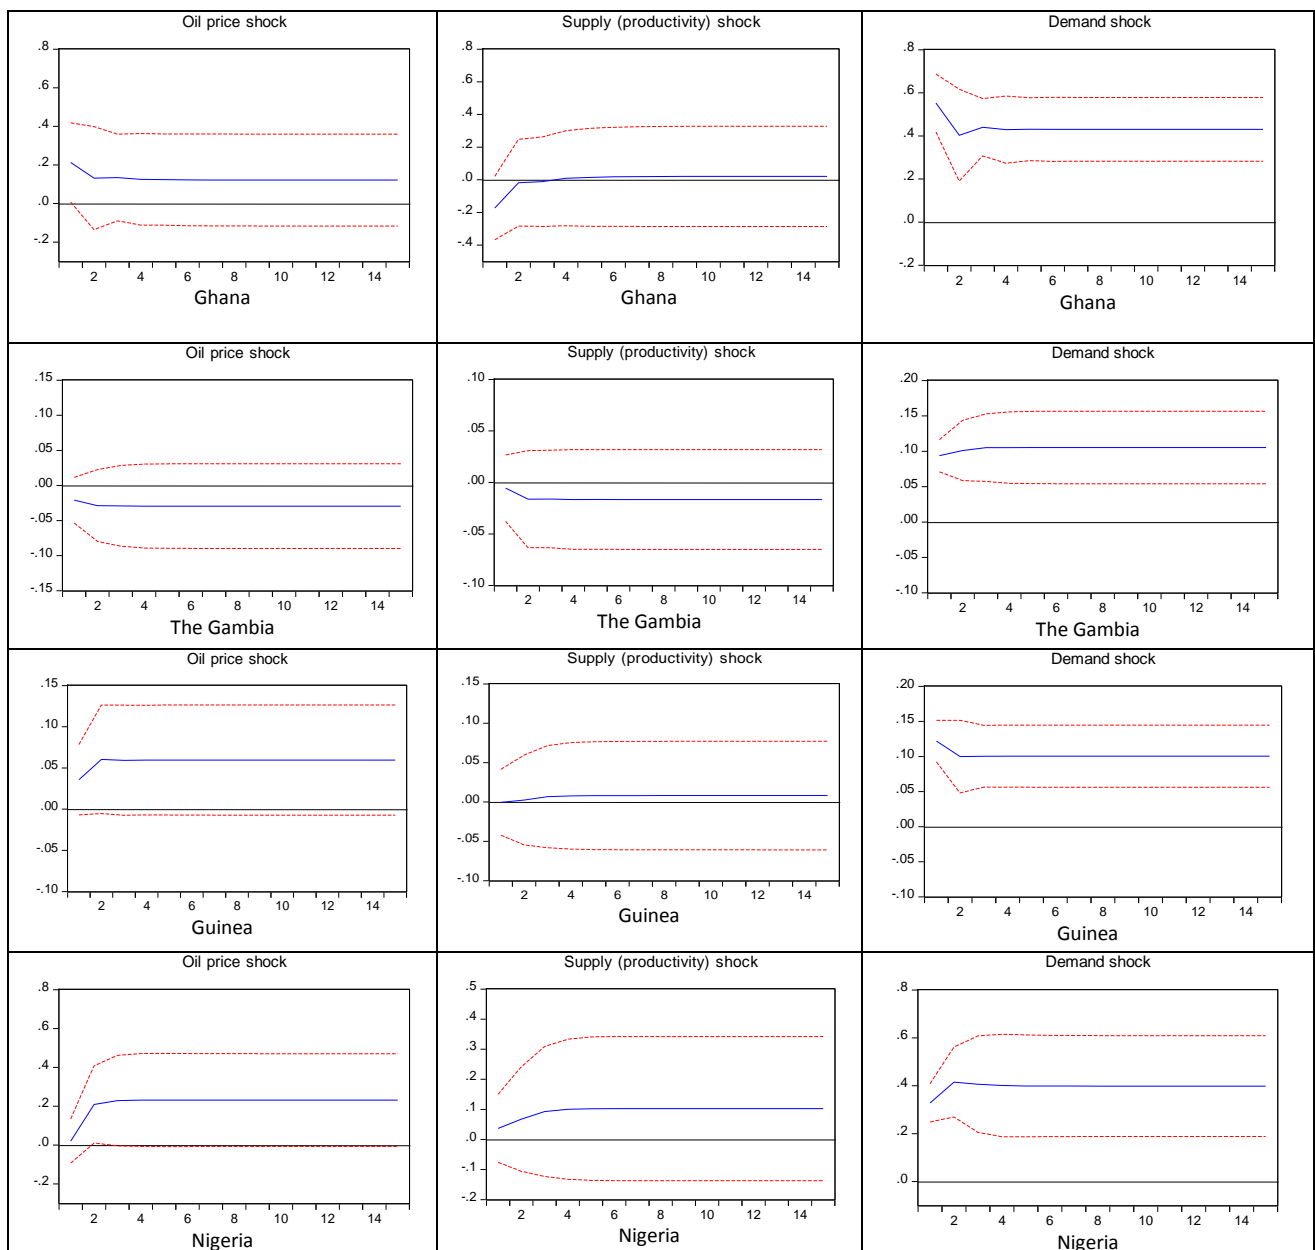 Oil price shock
.8
.6
.4
.2
.0
-.2
2 4 6 8 10 12 14
Ghana
Supply (productivity) shock
.8
.6
.4
.2
.0
-.2
-.4
2 4 6 8 10 12 14
Ghana
Demand shock
.8
.6
.4
.2
.0
-.2
2 4 6 8 10 12 14
Ghana
Oil price shock
.15
.10
.05
.00
-.05
-.10
-.15
2 4 6 8 10 12 14
The Gambia
Supply (productivity) shock
.10
.05
.00
-.05
-.10
2 4 6 8 10 12 14
The Gambia
Demand shock
.20
.15
.10
.05
.00
-.05
-.10
2 4 6 8 10 12 14
The Gambia
Oil price shock
.15
.10
.05
.00
-.05
-.10
2 4 6 8 10 12 14
Guinea
Supply (productivity) shock
.15
.10
.05
.00
-.05
-.10
2 4 6 8 10 12 14
Guinea
Demand shock
.20
.15
.10
.05
.00
-.05
-.10
2 4 6 8 10 12 14
Guinea
Oil price shock
.8
.6
.4
.2
.0
-.2
2 4 6 8 10 12 14
Nigeria
Supply (productivity) shock
.5
.4
.3
.2
.1
.0
-.1
-.2
2 4 6 8 10 12 14
Nigeria
Demand shock
.8
.6
.4
.2
.0
2 4 6 8 10 12 14
Nigeria